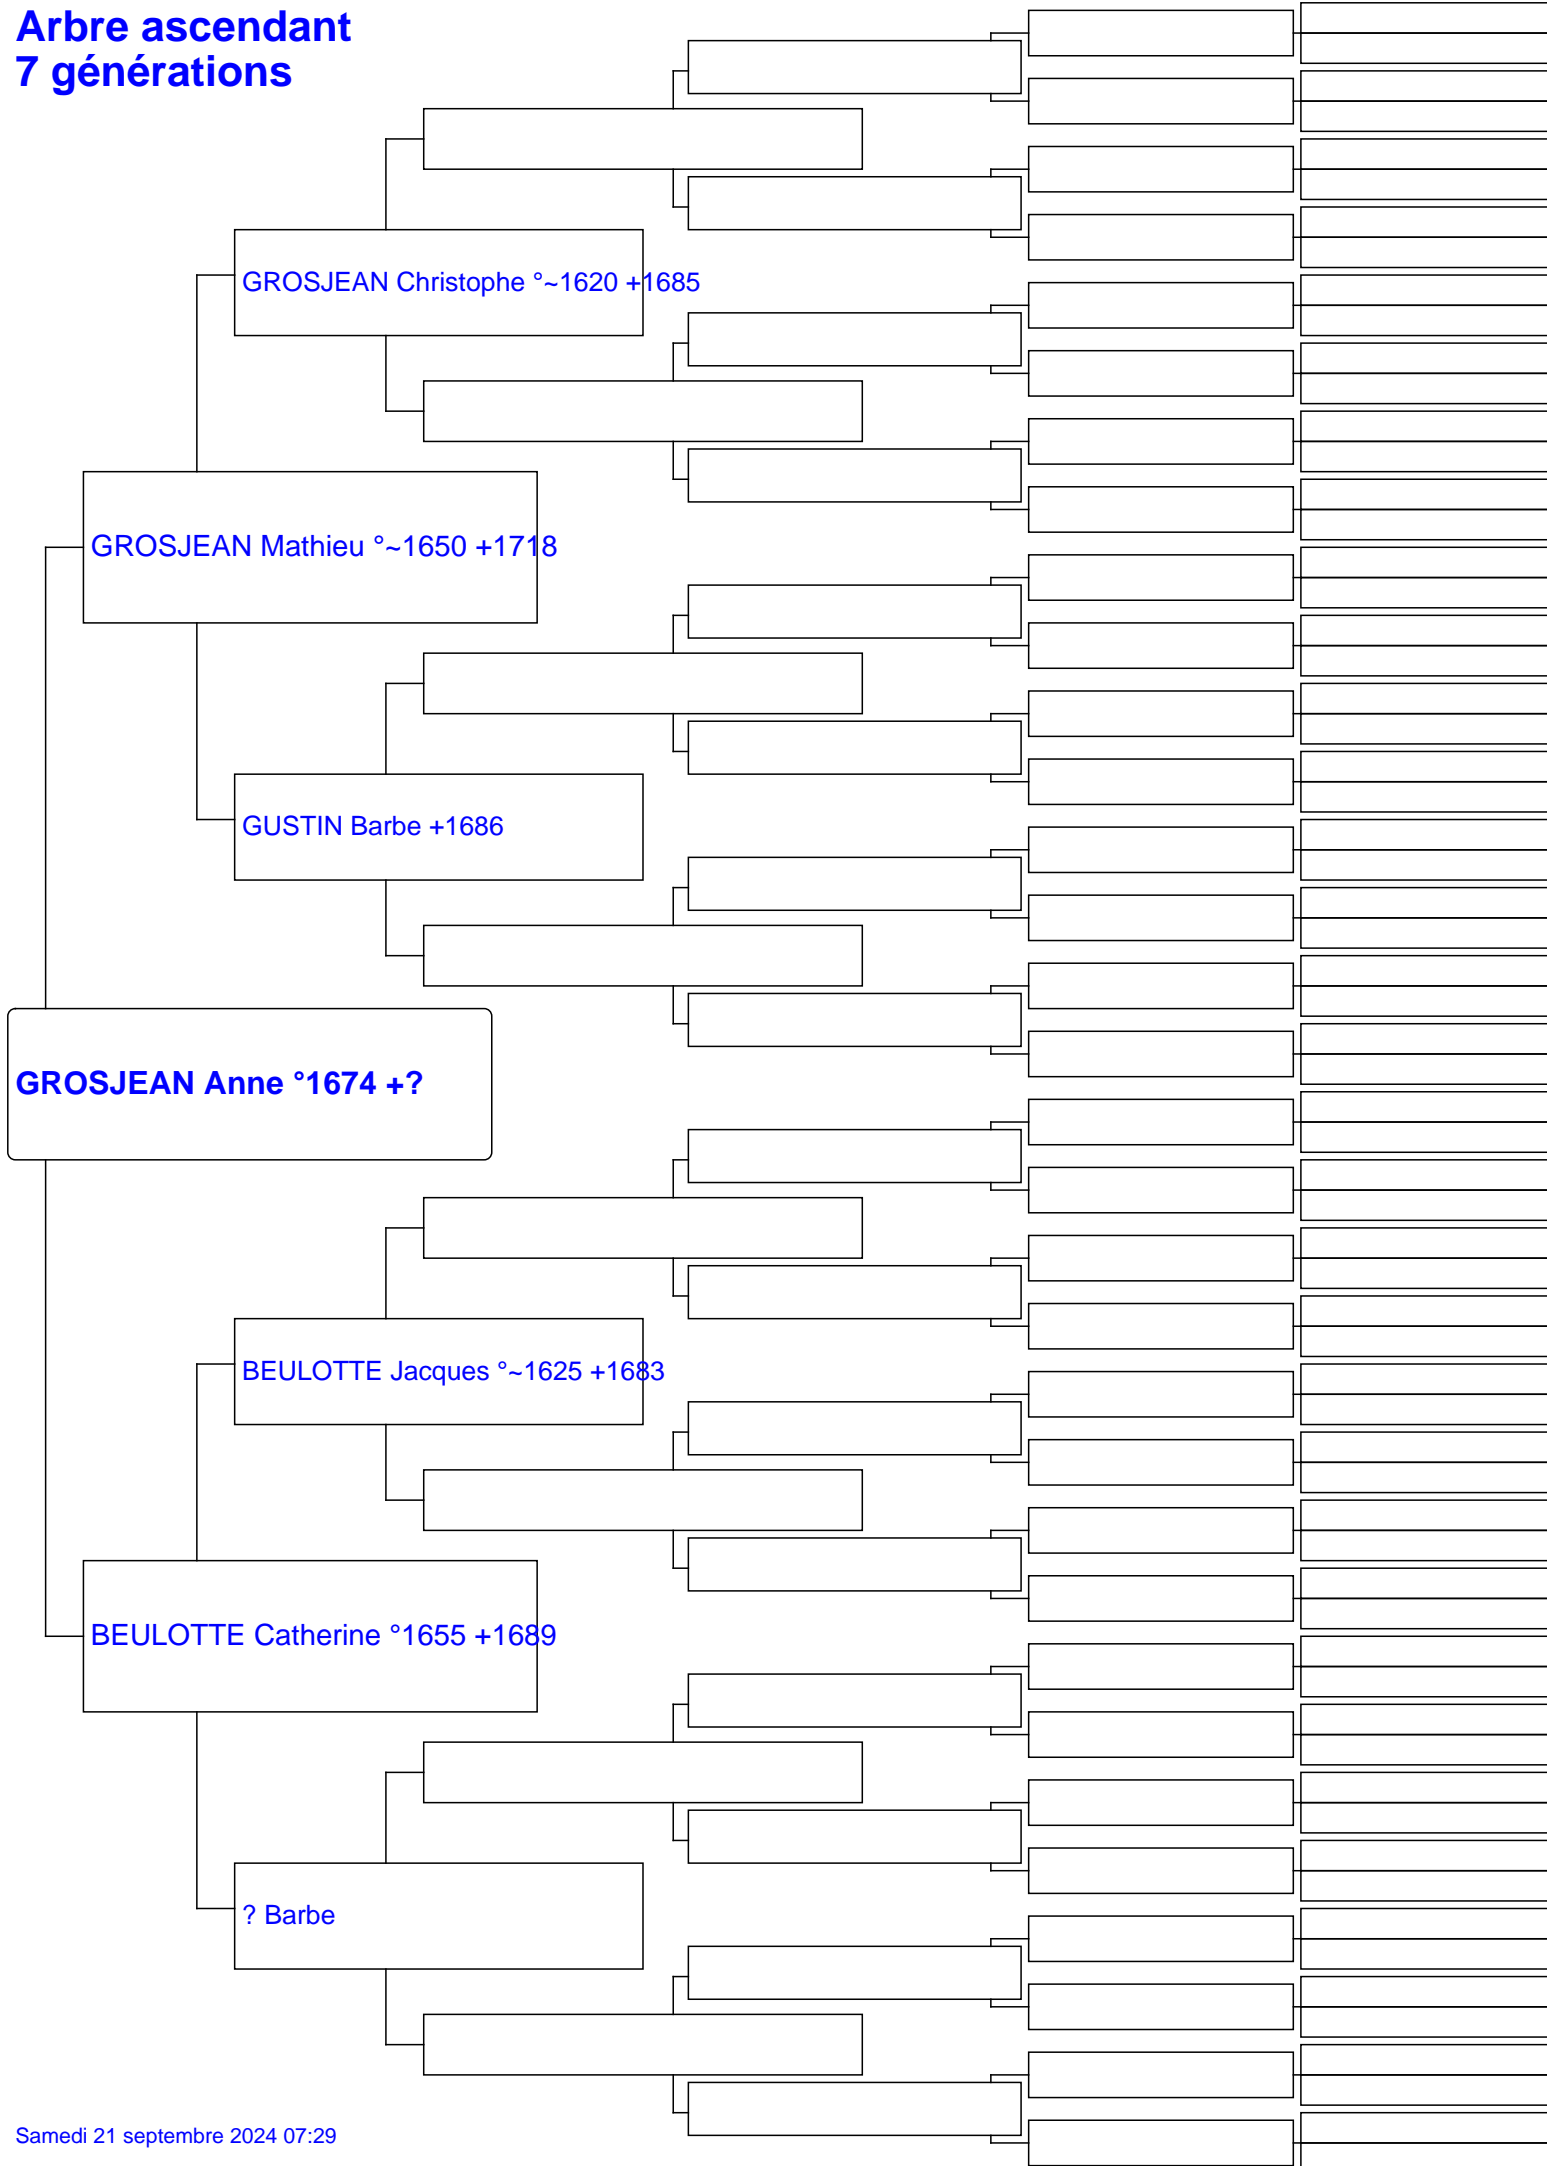 Arbre ascendant
7 générations
GROSJEAN Christophe °~1620 +1685
GROSJEAN Mathieu °~1650 +1718
GUSTIN Barbe +1686
GROSJEAN Anne °1674 +?
BEULOTTE Jacques °~1625 +1683
BEULOTTE Catherine °1655 +1689
? Barbe
Samedi 21 septembre 2024 07:29